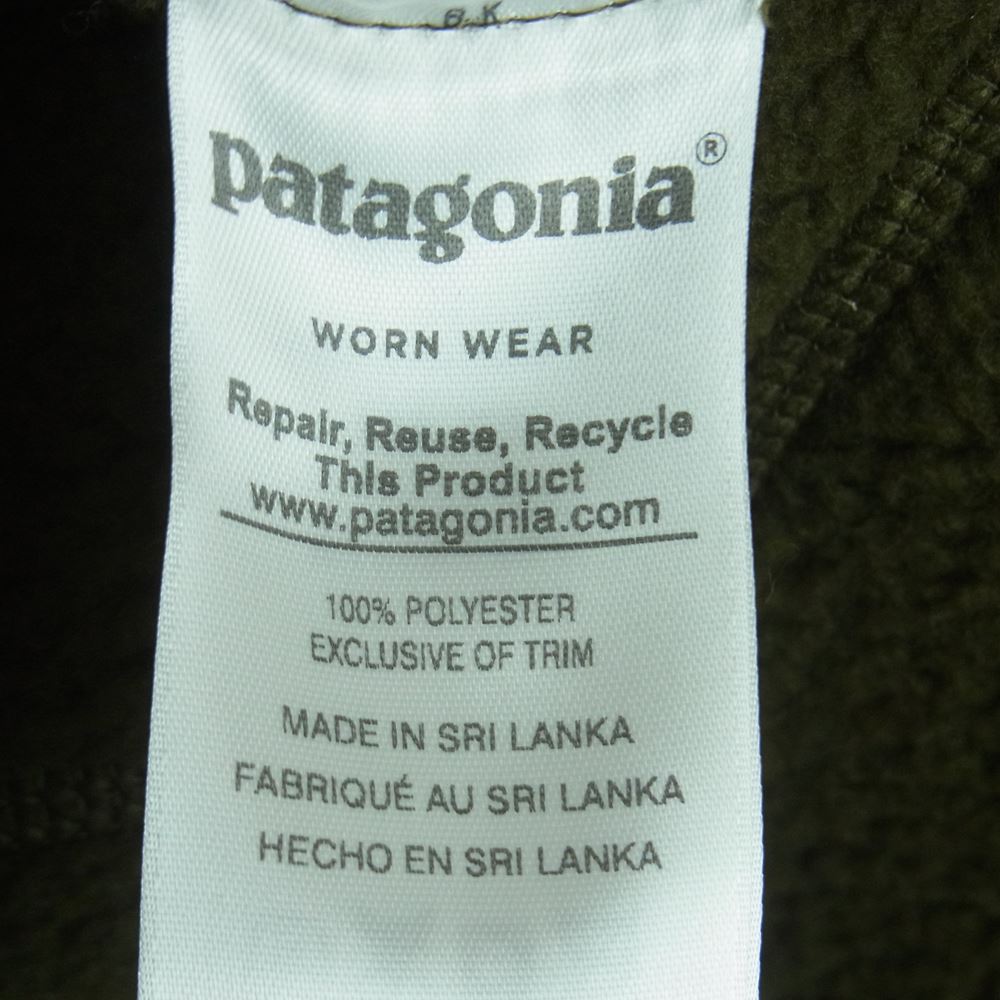 patagonia®
WORN WEAR
Repair, Reuse, Recycle
This Product
www.patagonia.com
100% POLYESTER
EXCLUSIVE OF TRIM
MADE IN SRI LANKA
FABRIQUÉ AU SRI LANKA
HECHO EN SRI LANKA